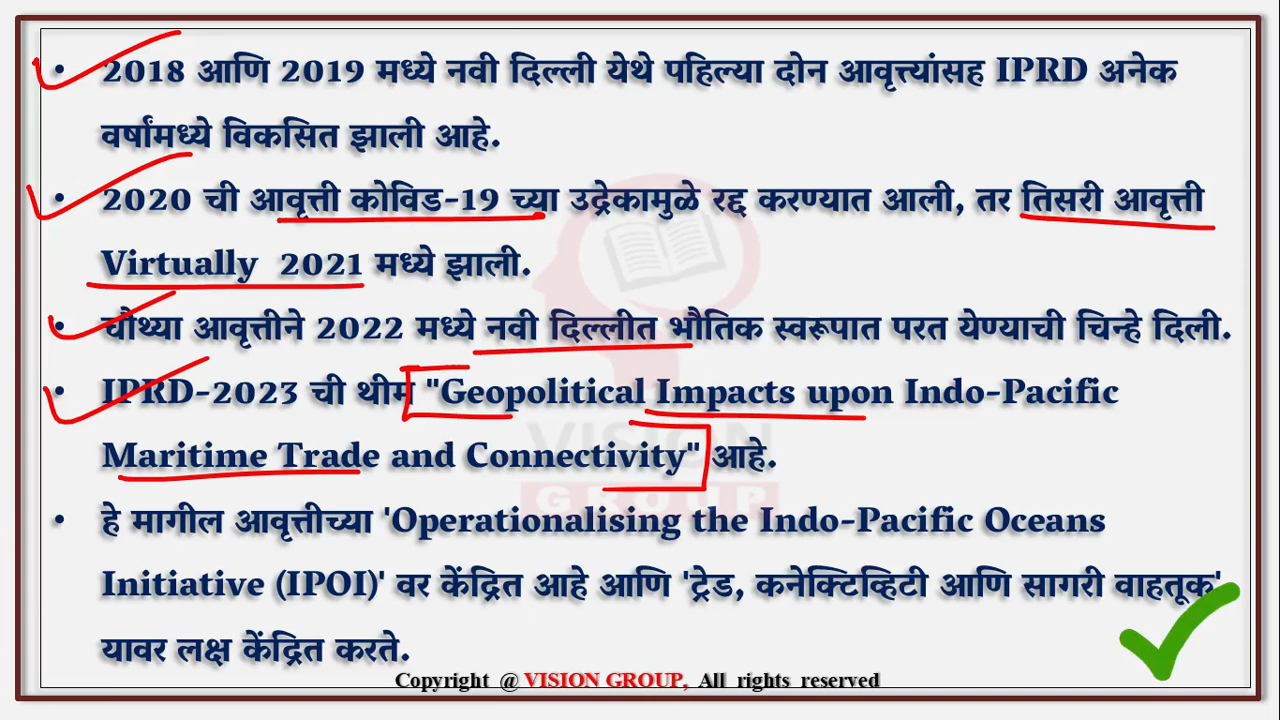 • 2018 आणि 2019 मध्ये नवी दिल्ली येथे पहिल्या दोन आवृत्त्यांसह IPRD अनेक
वर्षांमध्ये विकसित झाली आहे.
• 2020 ची आवृत्ती कोविड-19 च्या उद्रेकामुळे रद्द करण्यात आली, तर तिसरी आवृत्ती
Virtually 2021 मध्ये झाली.
• चौथ्या आवृत्तीने 2022 मध्ये नवी दिल्लीत भौतिक स्वरूपात परत येण्याची चिन्हे दिली.
• IPRD-2023 ची थीम "Geopolitical Impacts upon Indo-Pacific
Maritime Trade and Connectivity" आहे.
• हे मागील आवृत्तीच्या 'Operationalising the Indo-Pacific Oceans
Initiative (IPOI)' वर केंद्रित आहे आणि 'ट्रेड, कनेक्टिव्हिटी आणि सागरी वाहतूक'
यावर लक्ष केंद्रित करते.
VISION
GROUP
Copyright @ VISION GROUP, All rights reserved